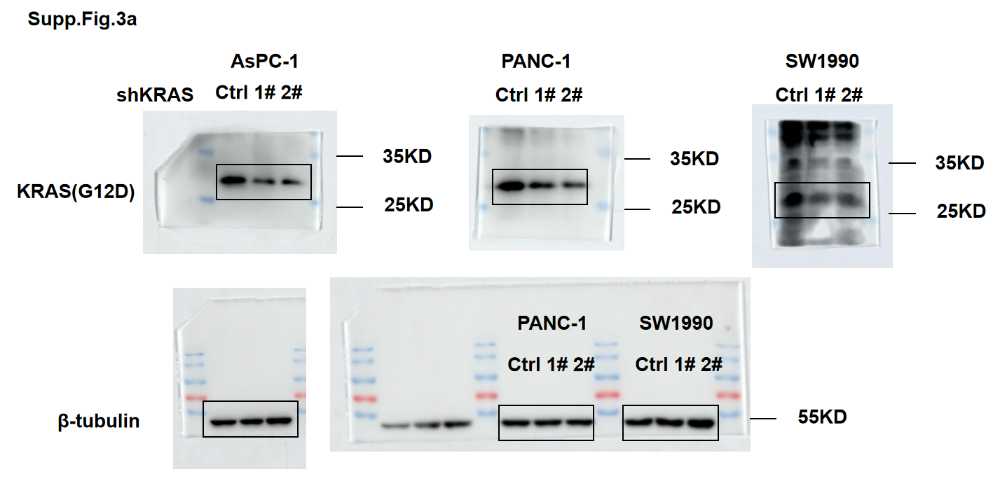 Supp.Fig.3a
AsPC-1 PANC-1 SW1990
shKRAS Ctrl 1# 2# Ctrl 1# 2# Ctrl 1# 2#
35KD 35KD 35KD
KRAS(G12D)
25KD 25KD 25KD
PANC-1 SW1990
Ctrl 1# 2# Ctrl 1# 2#
β-tubulin 55KD